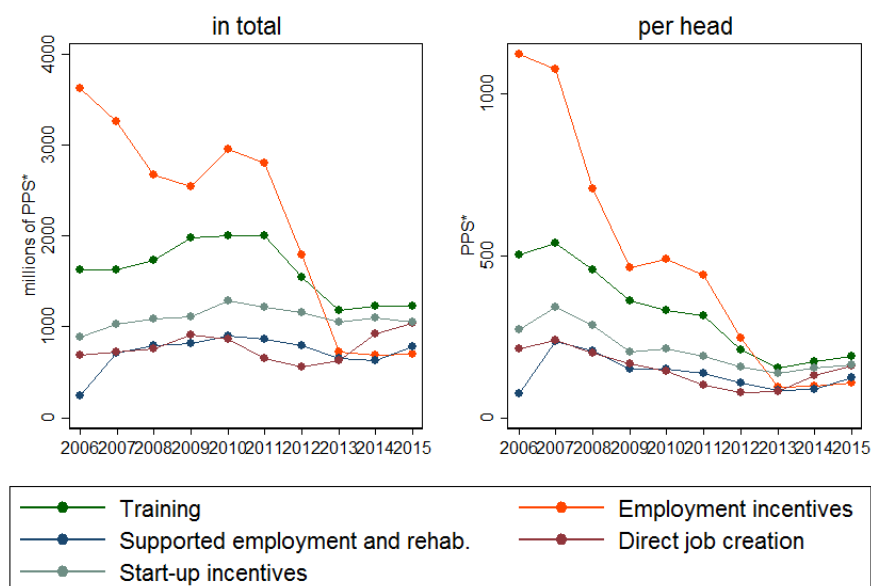 in total
per head
millions of PPS*
4000
3000
2000
1000
0
2006 2007 2008 2009 2010 2011 2012 2013 2014 2015
PPS*
1000
500
0
2006 2007 2008 2009 2010 2011 2012 2013 2014 2015
Training
Employment incentives
Supported employment and rehab.
Direct job creation
Start-up incentives